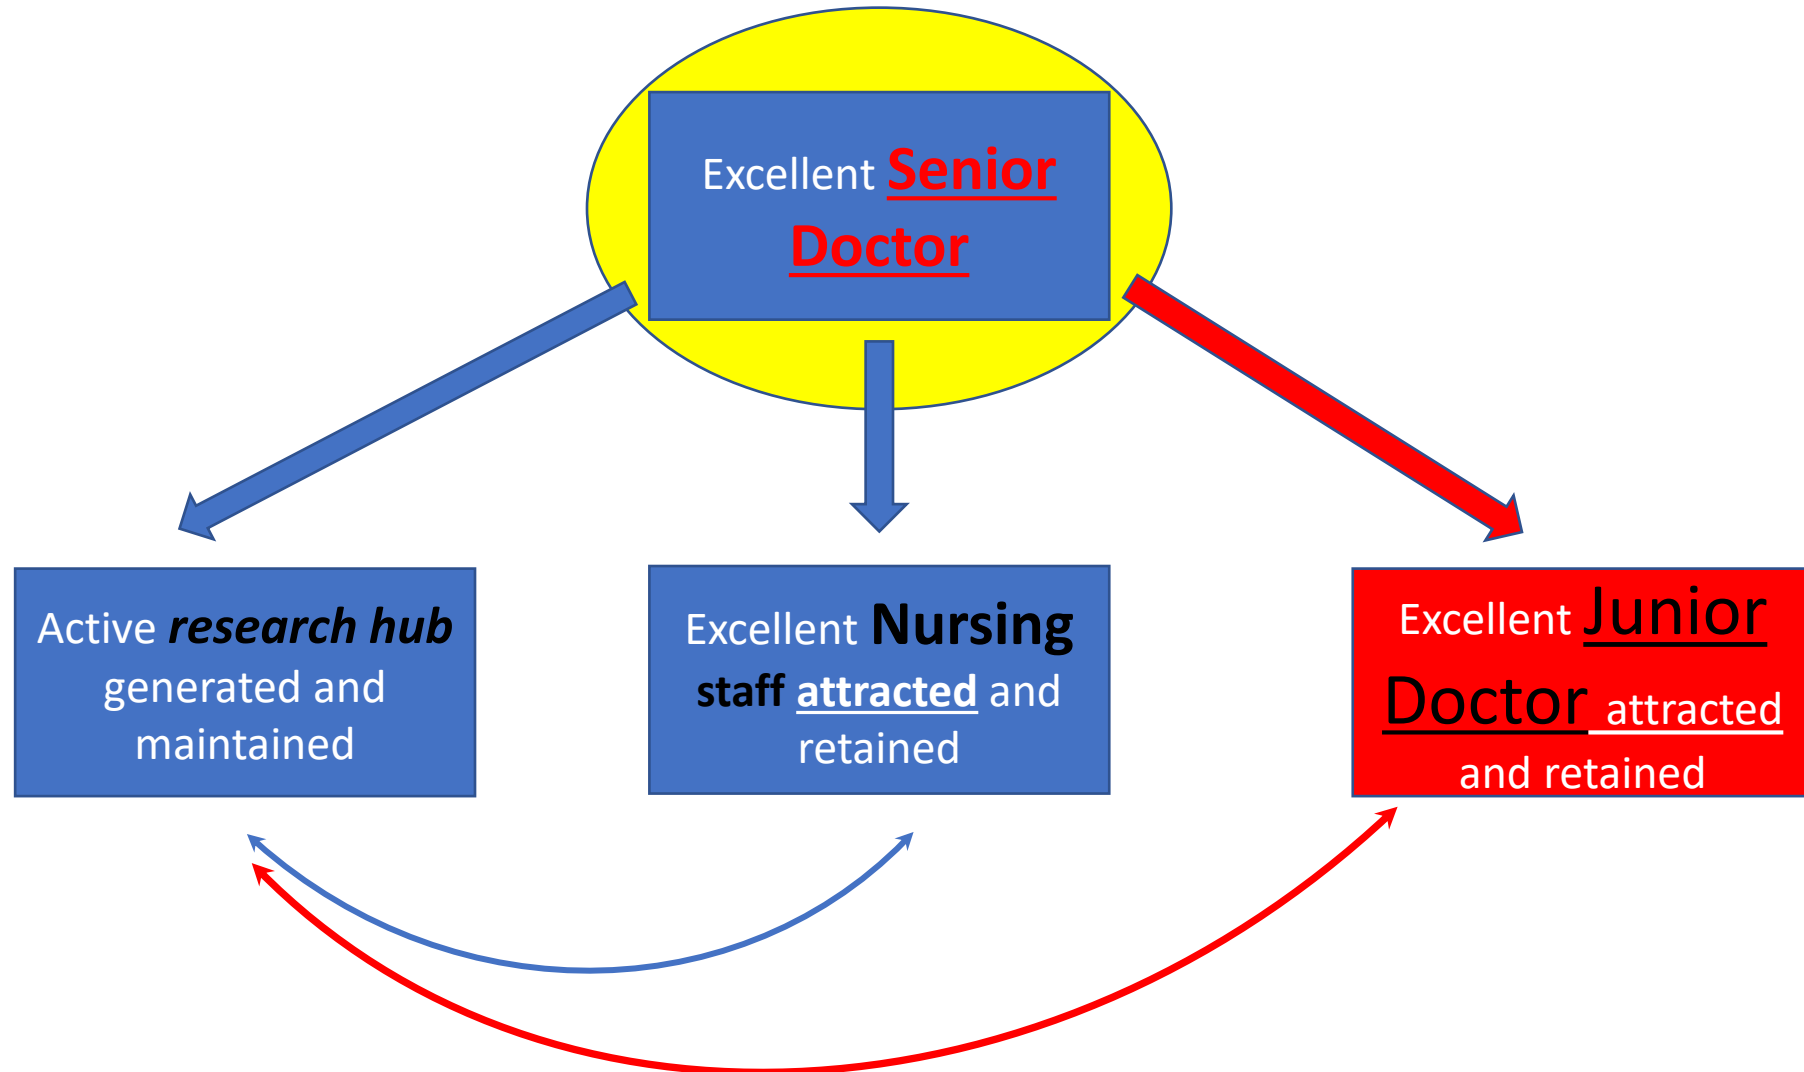 Excellent Senior
Doctor
Active research hub
generated and
maintained
Excellent Nursing
staff attracted and
retained
Excellent Junior
Doctor attracted
and retained